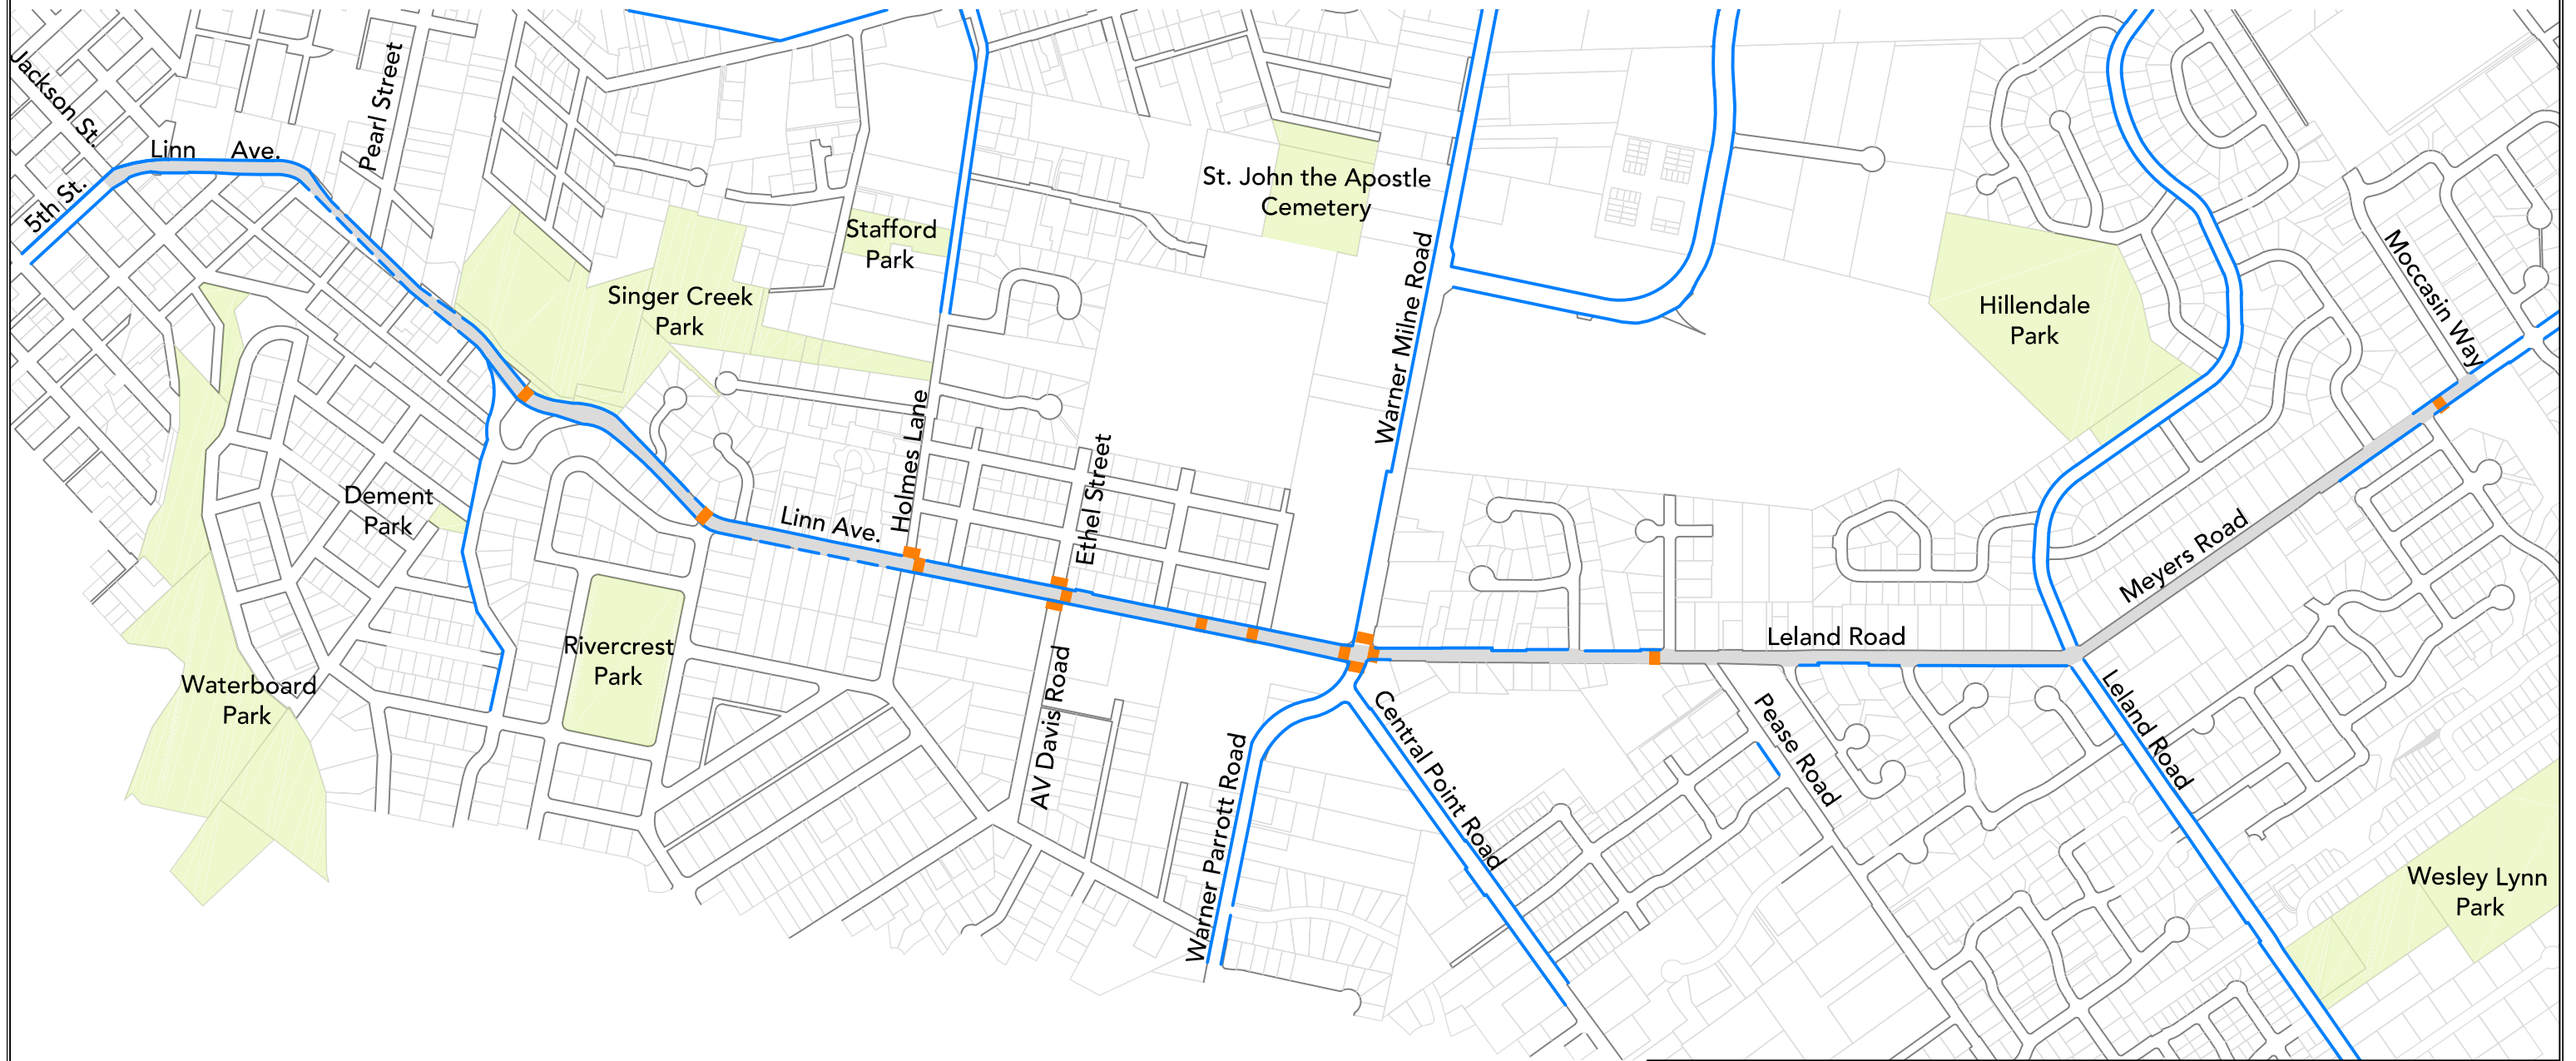 Jackson St.
Pearl Street
Linn Ave.
5th St.
St. John the Apostle
Cemetery
Stafford
Park
Singer Creek
Park
Warner Milne Road
Hillendale
Park
Moccasin Way
Holmes Lane
Ethel Street
Dement
Park
Linn Ave.
Meyers Road
Leland Road
Rivercrest
Park
Waterboard
Park
AV Davis Road
Central Point Road
Pease Road
Leland Road
Warner Parrott Road
Wesley Lynn
Park